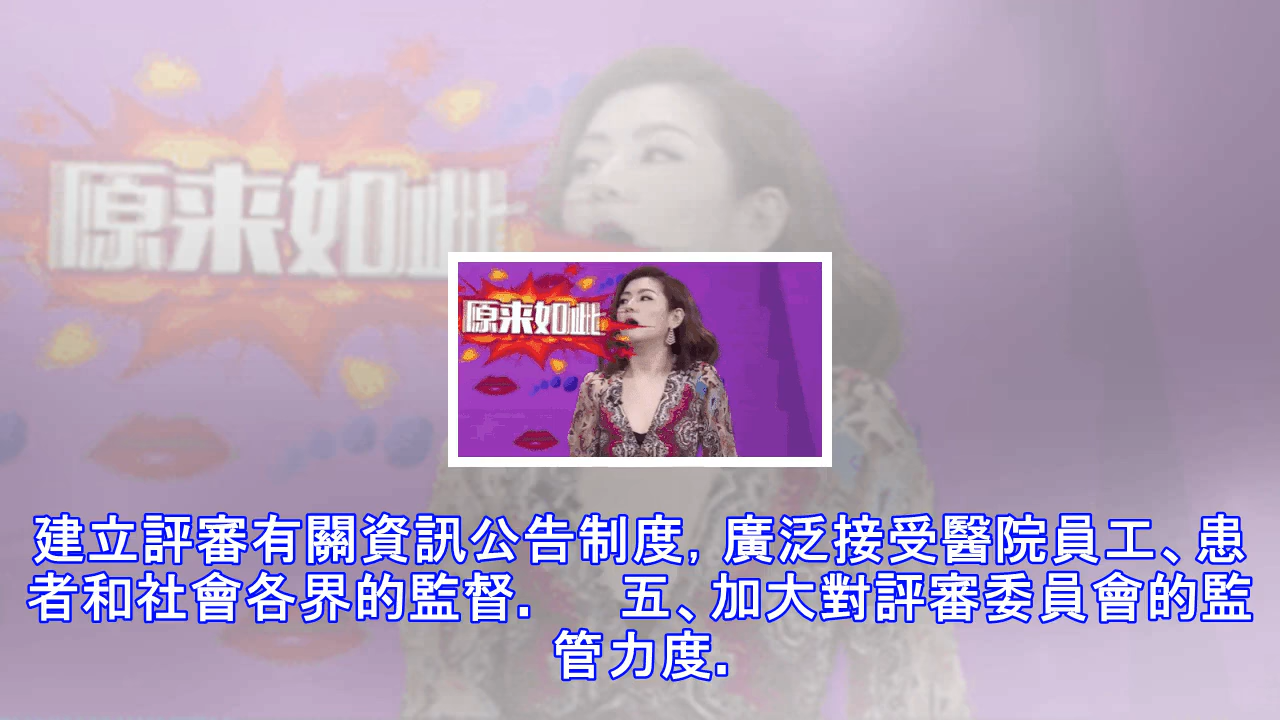 原来如此
原来如此
建立評審有關資訊公告制度, 廣泛接受醫院員工、患
者和社會各界的監督.　五、加大對評審委員會的監
管力度.